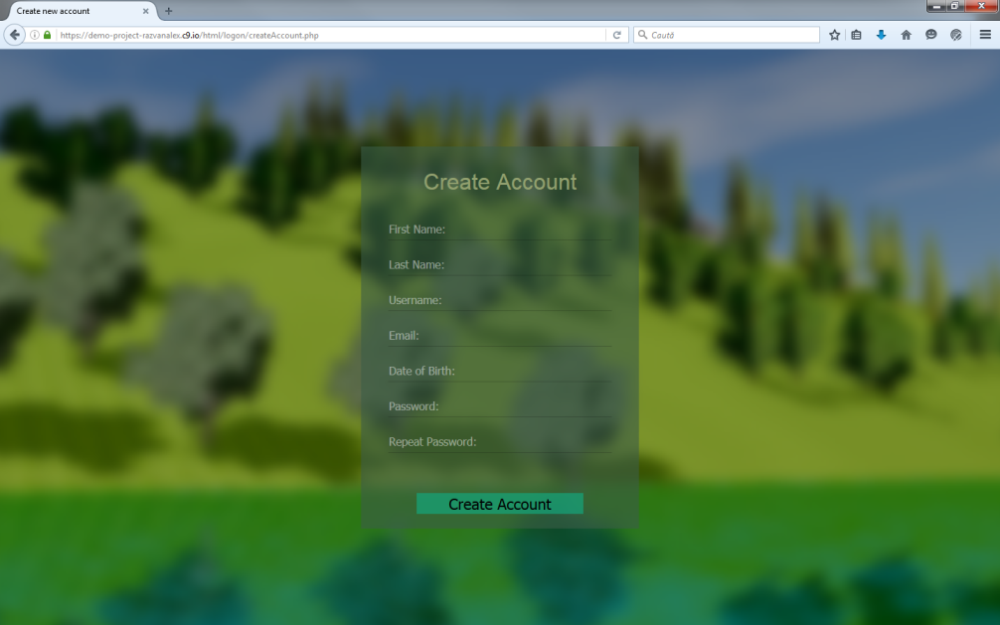 Create new account
https://demo-project-razvanalex.c9.io/html/logon/createAccount.php
Caută
Create Account
First Name:
Last Name:
Username:
Email:
Date of Birth:
Password:
Repeat Password:
Create Account